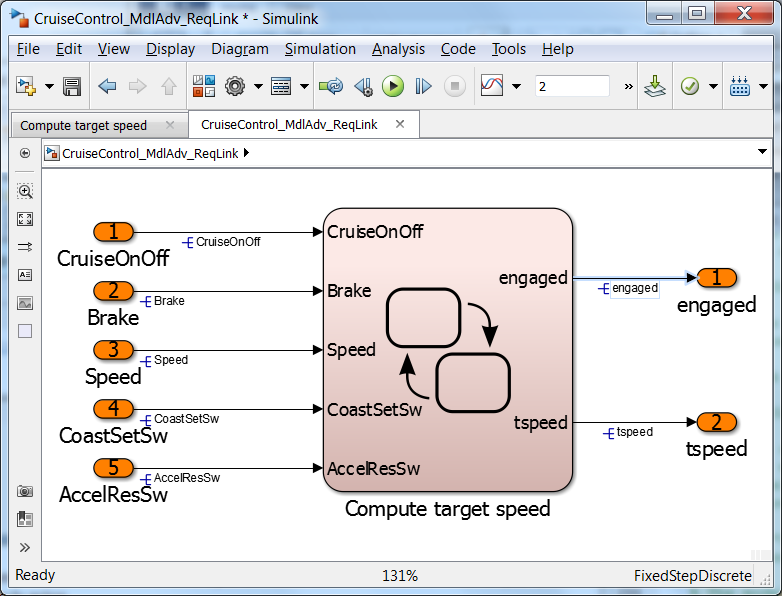 CruiseControl_MdlAdv_ReqLink * - Simulink
File Edit View Display Diagram Simulation Analysis Code Tools Help
2 »
Compute target speed CruiseControl_MdlAdv_ReqLink
CruiseControl_MdlAdv_ReqLink
1 CruiseOnOff CruiseOnOff
CruiseOnOff
engaged 1
engaged
engaged
2 Brake Brake
Brake
3 Speed Speed
Speed
4 CoastSetSw CoastSetSw
CoastSetSw
tspeed 2
tspeed
tspeed
5 AccelResSw AccelResSw
AccelResSw
Compute target speed
Ready 131% FixedStepDiscrete